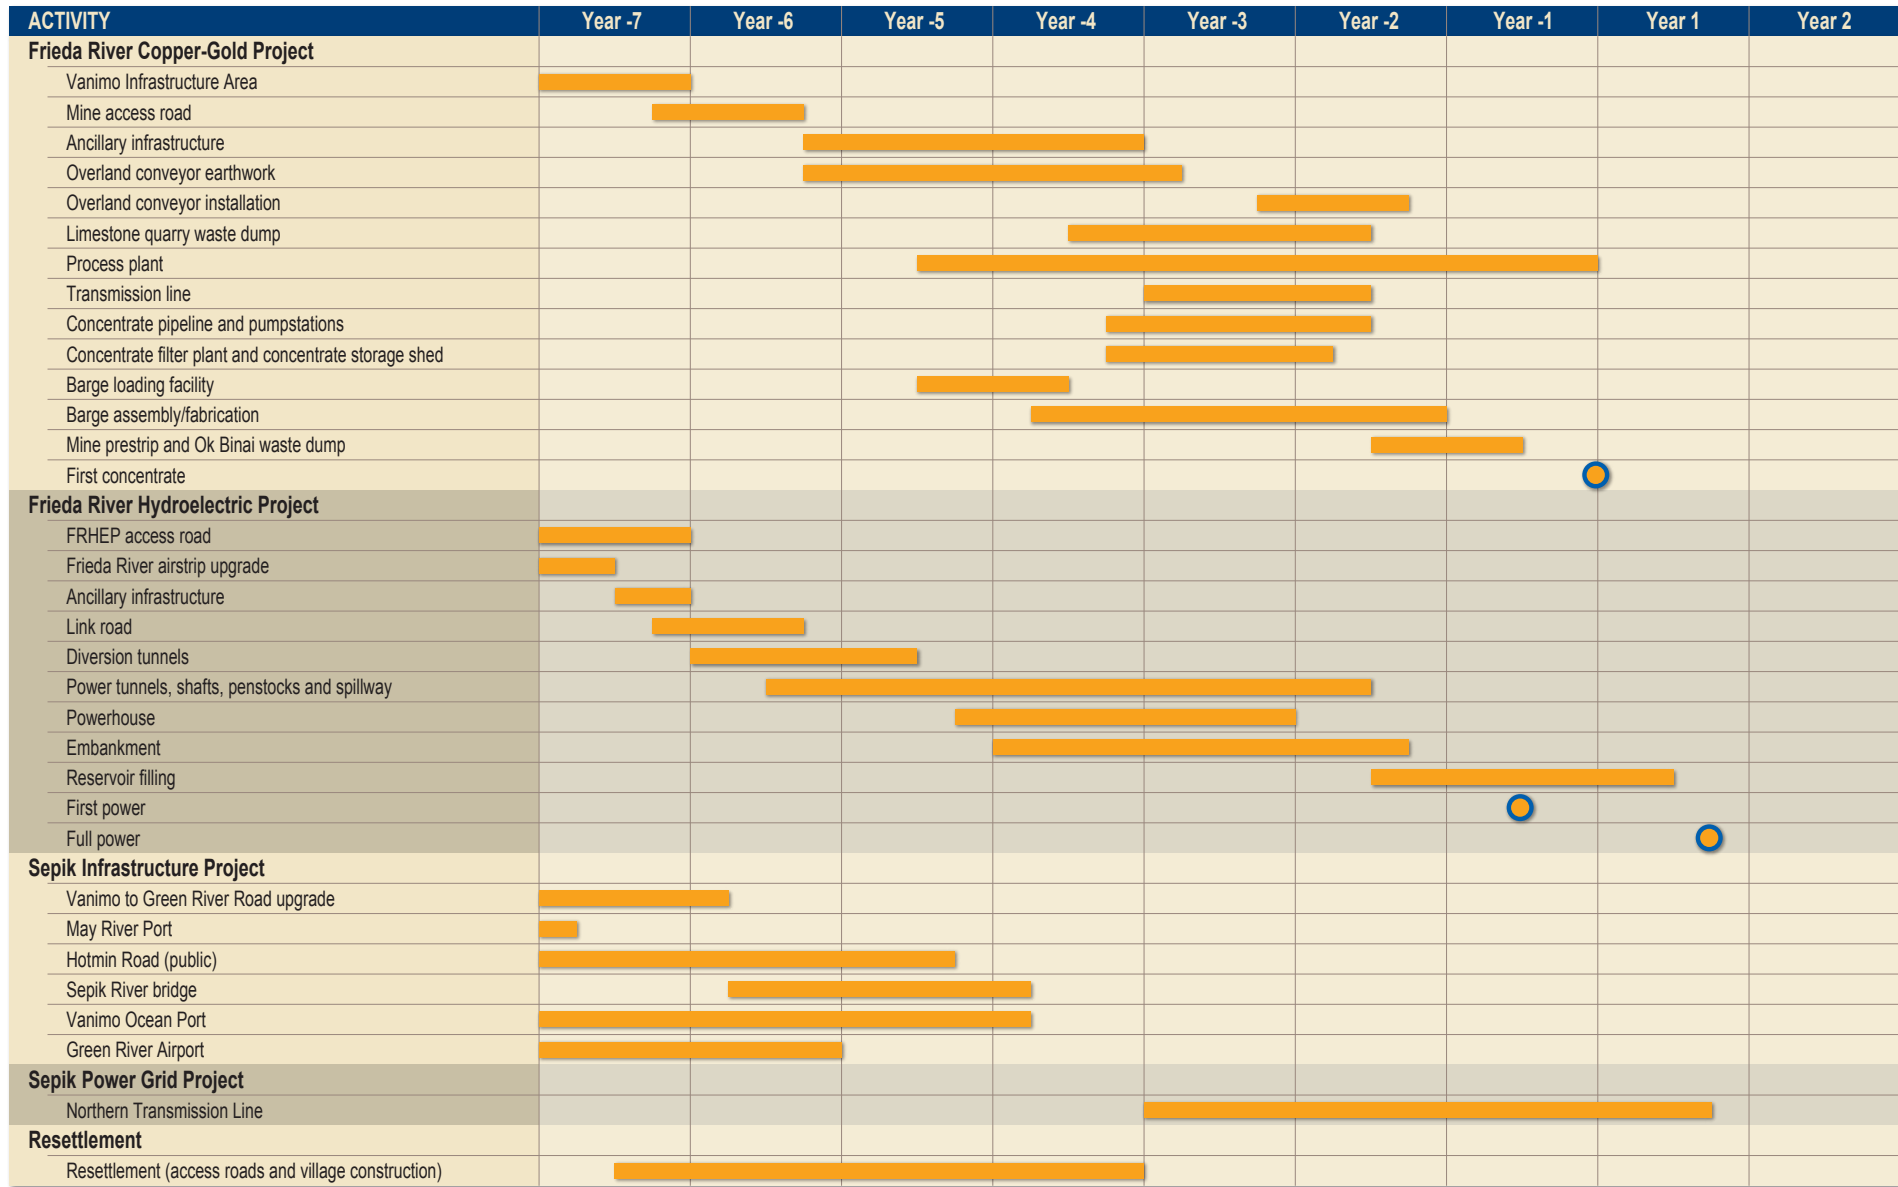 ACTIVITY Year -7 Year -6 Year -5 Year -4 Year -3 Year -2 Year -1 Year 1 Year 2
Frieda River Copper-Gold Project
Vanimo Infrastructure Area
Mine access road
Ancillary infrastructure
Overland conveyor earthwork
Overland conveyor installation
Limestone quarry waste dump
Process plant
Transmission line
Concentrate pipeline and pumpstations
Concentrate filter plant and concentrate storage shed
Barge loading facility
Barge assembly/fabrication
Mine prestrip and Ok Binai waste dump
First concentrate
Frieda River Hydroelectric Project
FRHEP access road
Frieda River airstrip upgrade
Ancillary infrastructure
Link road
Diversion tunnels
Power tunnels, shafts, penstocks and spillway
Powerhouse
Embankment
Reservoir filling
First power
Full power
Sepik Infrastructure Project
Vanimo to Green River Road upgrade
May River Port
Hotmin Road (public)
Sepik River bridge
Vanimo Ocean Port
Green River Airport
Sepik Power Grid Project
Northern Transmission Line
Resettlement
Resettlement (access roads and village construction)